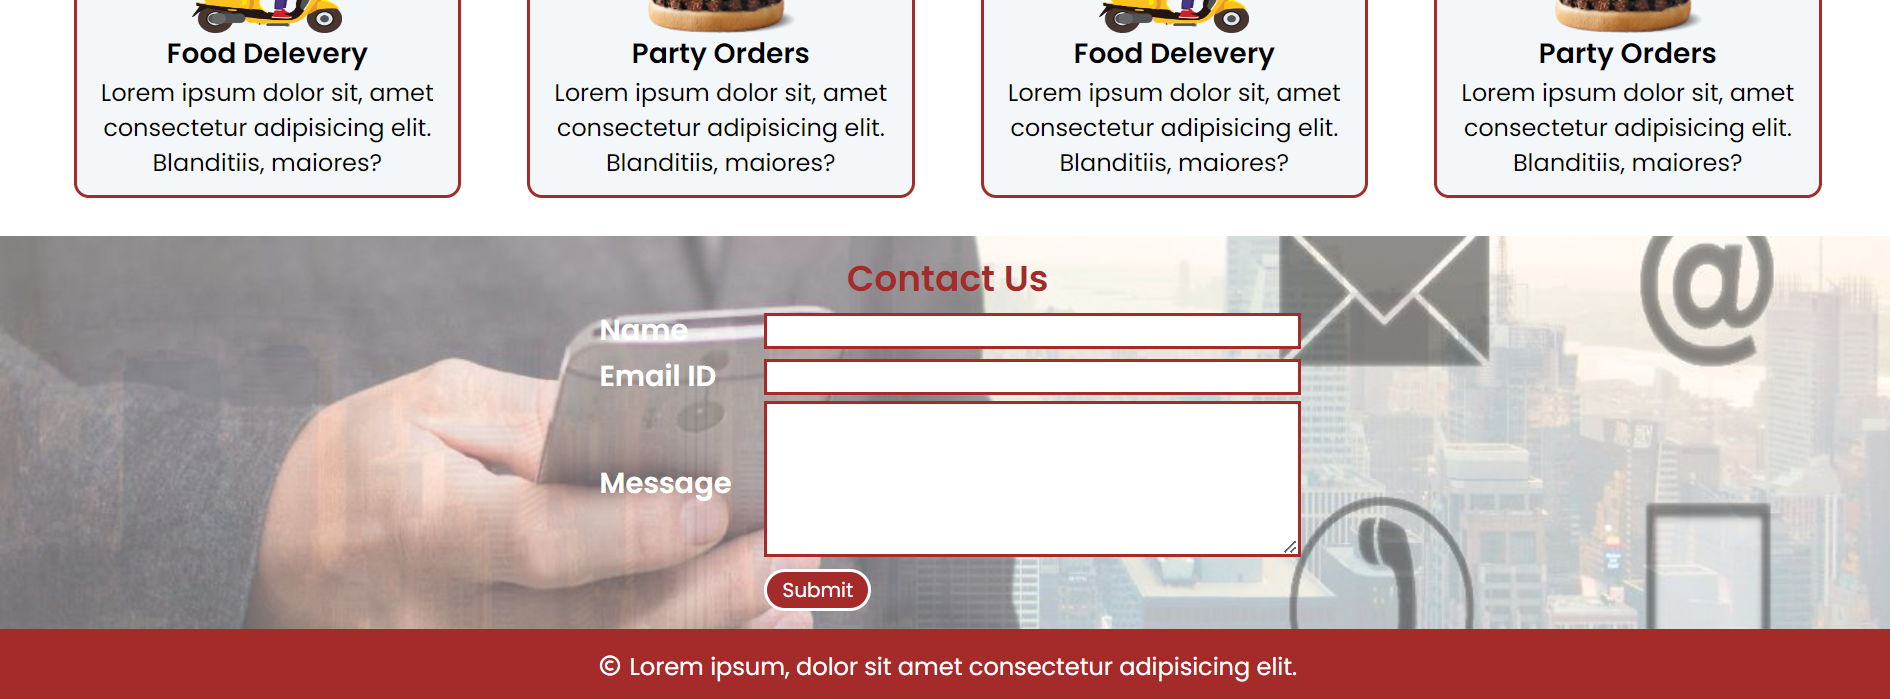 Food Delevery
Lorem ipsum dolor sit, amet
consectetur adipisicing elit.
Blanditiis, maiores?
Party Orders
Lorem ipsum dolor sit, amet
consectetur adipisicing elit.
Blanditiis, maiores?
Food Delevery
Lorem ipsum dolor sit, amet
consectetur adipisicing elit.
Blanditiis, maiores?
Party Orders
Lorem ipsum dolor sit, amet
consectetur adipisicing elit.
Blanditiis, maiores?
Contact Us
Name
Email ID
Message
Submit
© Lorem ipsum, dolor sit amet consectetur adipisicing elit.